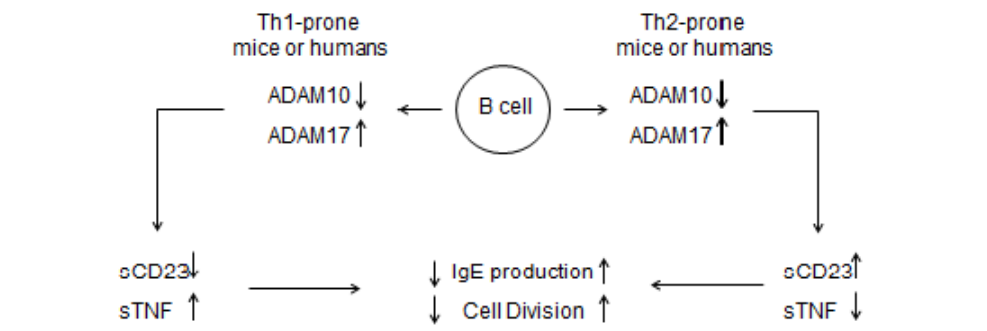 Th1-prone
mice or humans
ADAM10 ↓
ADAM17 ↑
B cell
Th2-prone
mice or humans
ADAM10 ↓
ADAM17 ↑
sCD23 ↓
sTNF ↑
↓ IgE production ↑
↓ Cell Division ↑
sCD23 ↑
sTNF ↓